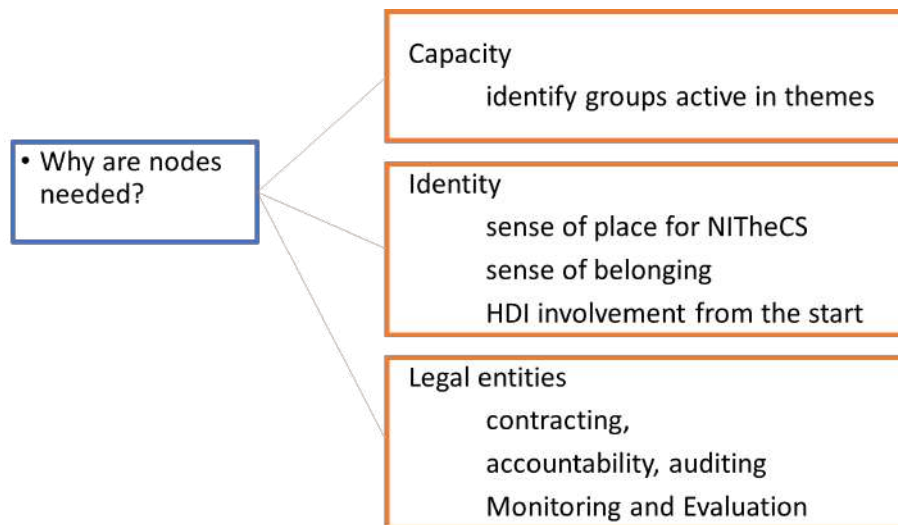 • Why are nodes
needed?
Capacity
identify groups active in themes
Identity
sense of place for NITheCS
sense of belonging
HDI involvement from the start
Legal entities
contracting,
accountability, auditing
Monitoring and Evaluation